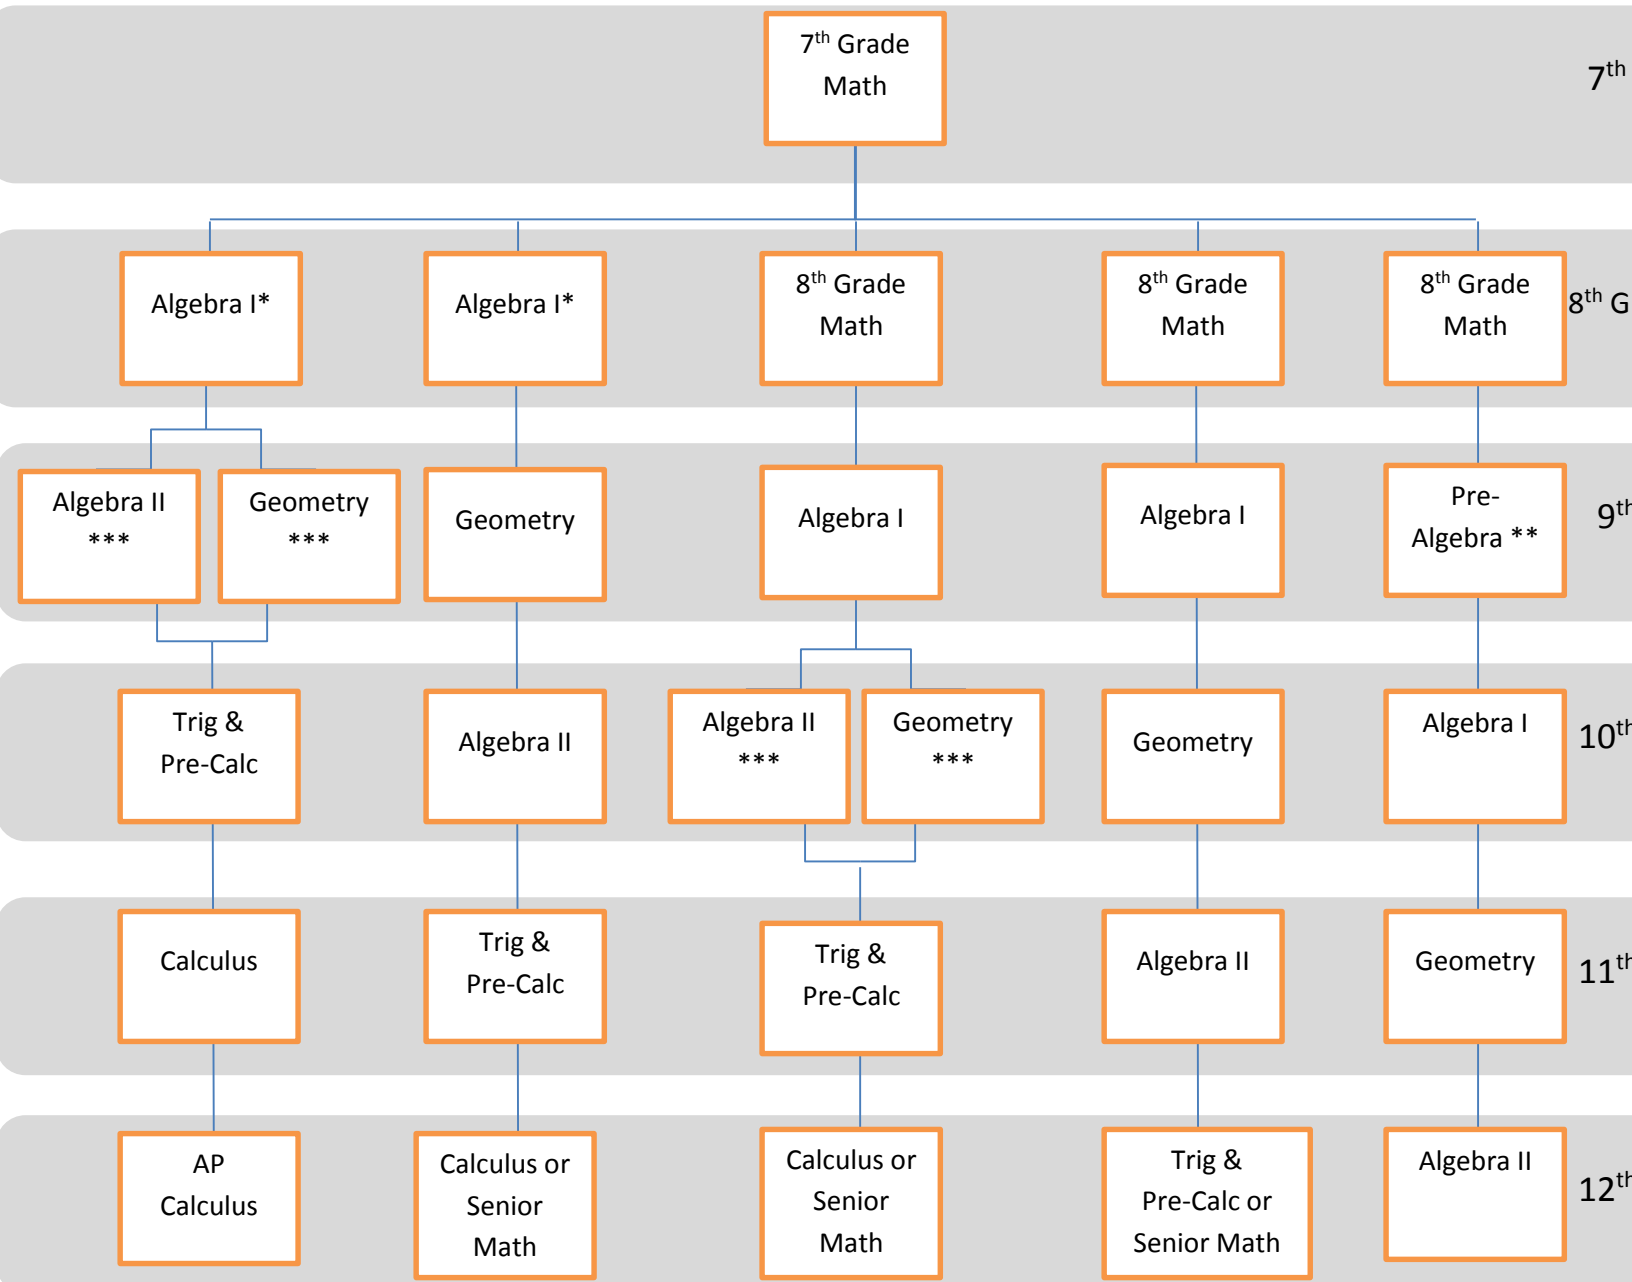 7th Grade
Math
7th
Algebra I*
Algebra I*
8th Grade
Math
8th Grade
Math
8th Grade
Math
8th G
Algebra II
***
Geometry
***
Geometry
Algebra I
Algebra I
Pre-
Algebra **
9th
Trig &
Pre-Calc
Algebra II
Algebra II
***
Geometry
***
Geometry
Algebra I
10th
Calculus
Trig &
Pre-Calc
Trig &
Pre-Calc
Algebra II
Geometry
11th
AP
Calculus
Calculus or
Senior
Math
Calculus or
Senior
Math
Trig &
Pre-Calc or
Senior Math
Algebra II
12th